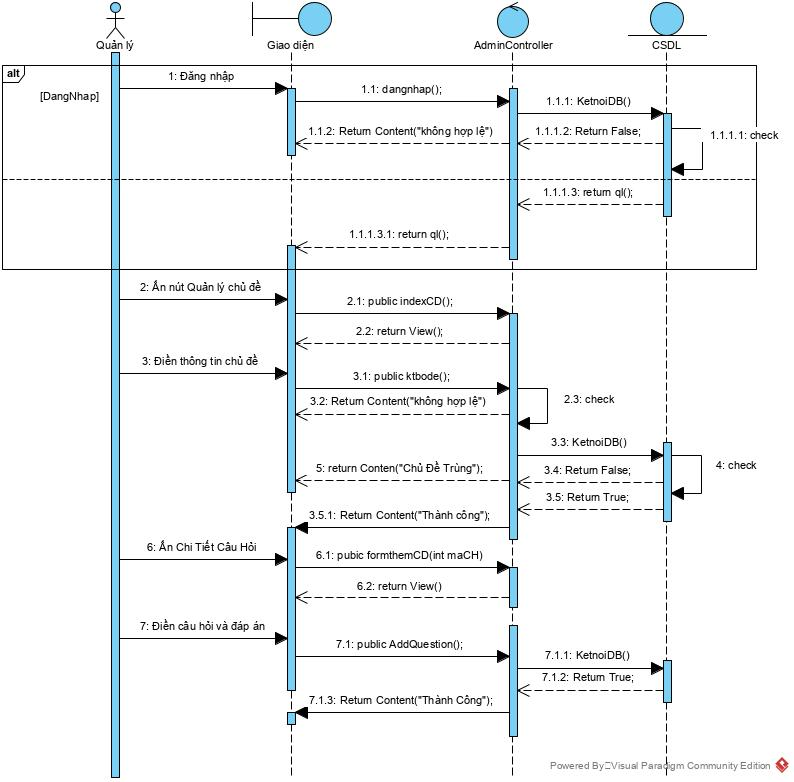 Quản lý
Giao diện
AdminController
CSDL
alt
[DangNhap]
1: Đăng nhập
1.1: dangnhap();
1.1.1: KetnoiDB()
1.1.2: Return Content("không hợp lệ")
1.1.1.2: Return False;
1.1.1.1: check
1.1.1.3: return ql();
1.1.1.3.1: return ql();
2: Ấn nút Quản lý chủ đề
2.1: public indexCD();
2.2: return View();
3: Điền thông tin chủ đề
3.1: public ktbode();
2.3: check
3.2: Return Content("không hợp lệ")
3.3: KetnoiDB()
4: check
5: return Conten("Chủ Đề Trùng");
3.4: Return False;
3.5: Return True;
3.5.1: Return Content("Thành công");
6: Ấn Chi Tiết Câu Hỏi
6.1: pubic formthemCD(int maCH)
6.2: return View()
7: Điền câu hỏi và đáp án
7.1: public AddQuestion();
7.1.1: KetnoiDB()
7.1.2: Return True;
7.1.3: Return Content("Thành Công");
Powered By Visual Paradigm Community Edition